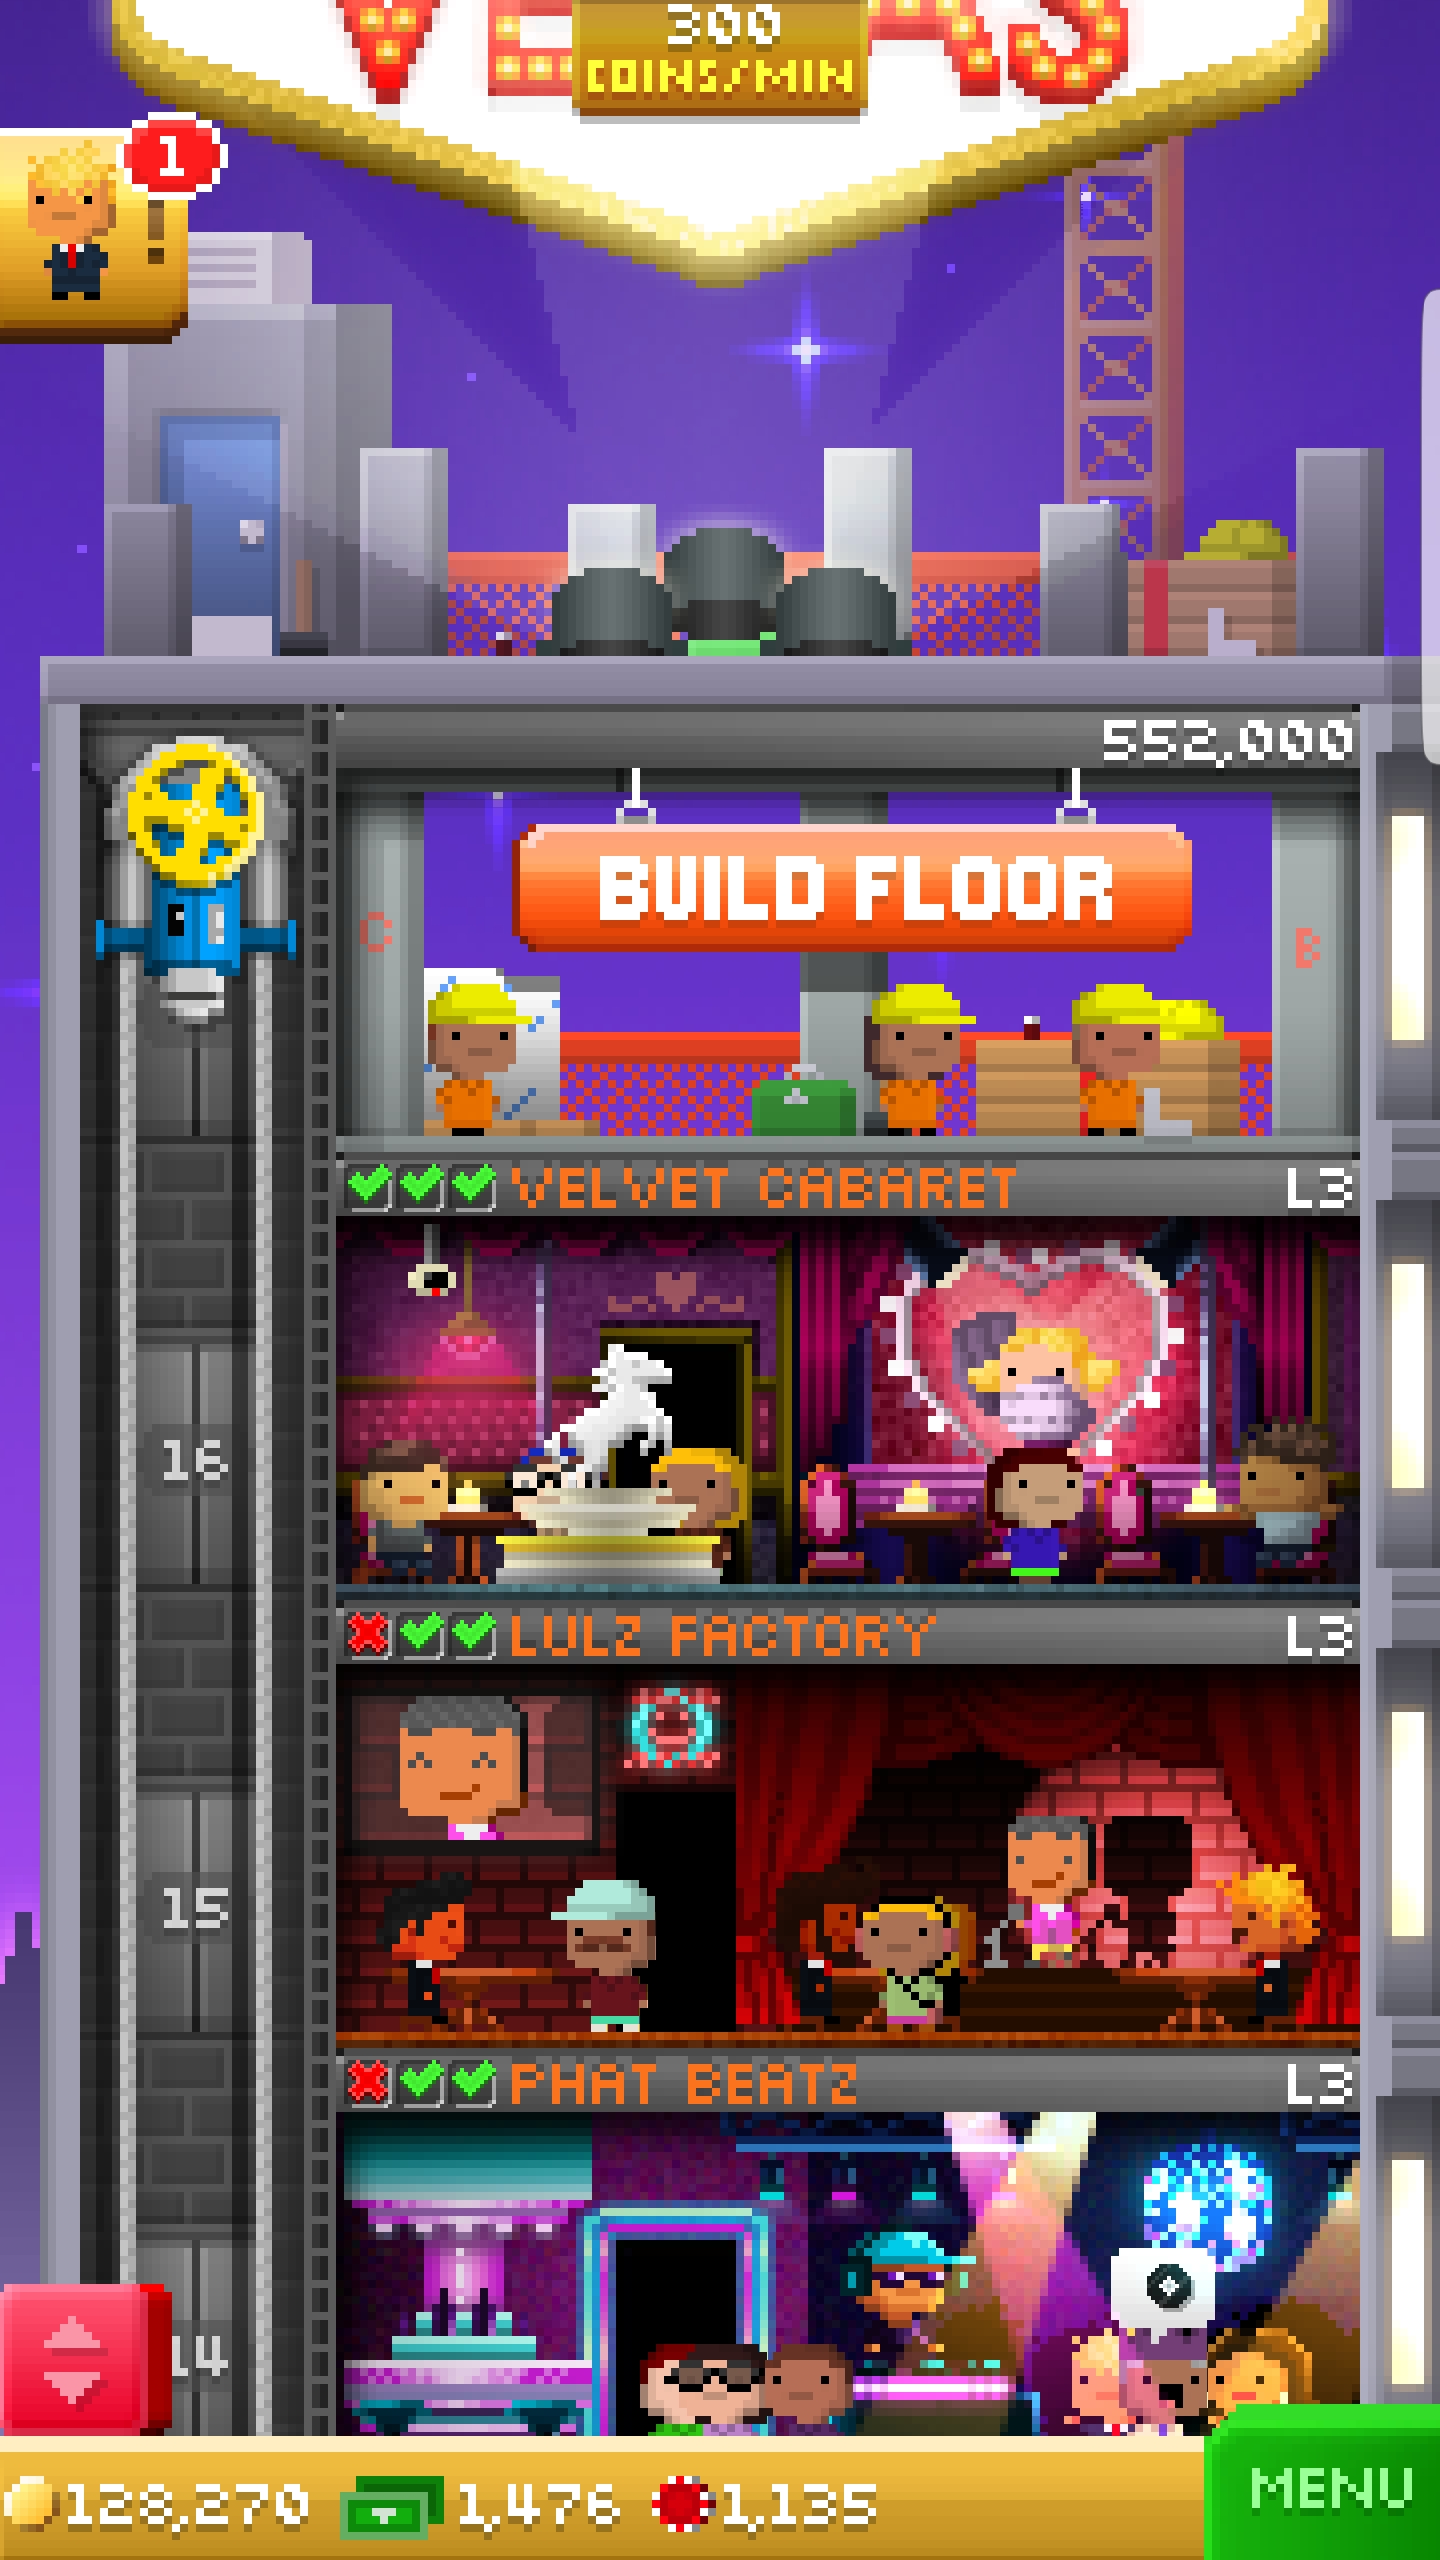 300
COINS/MIN
1
552,000
BUILD FLOOR
C
B
VELVET CABARET L3
16
LULZ FACTORY L3
15
PHAT BEATZ L3
14
128,270 1,476 1,135
MENU